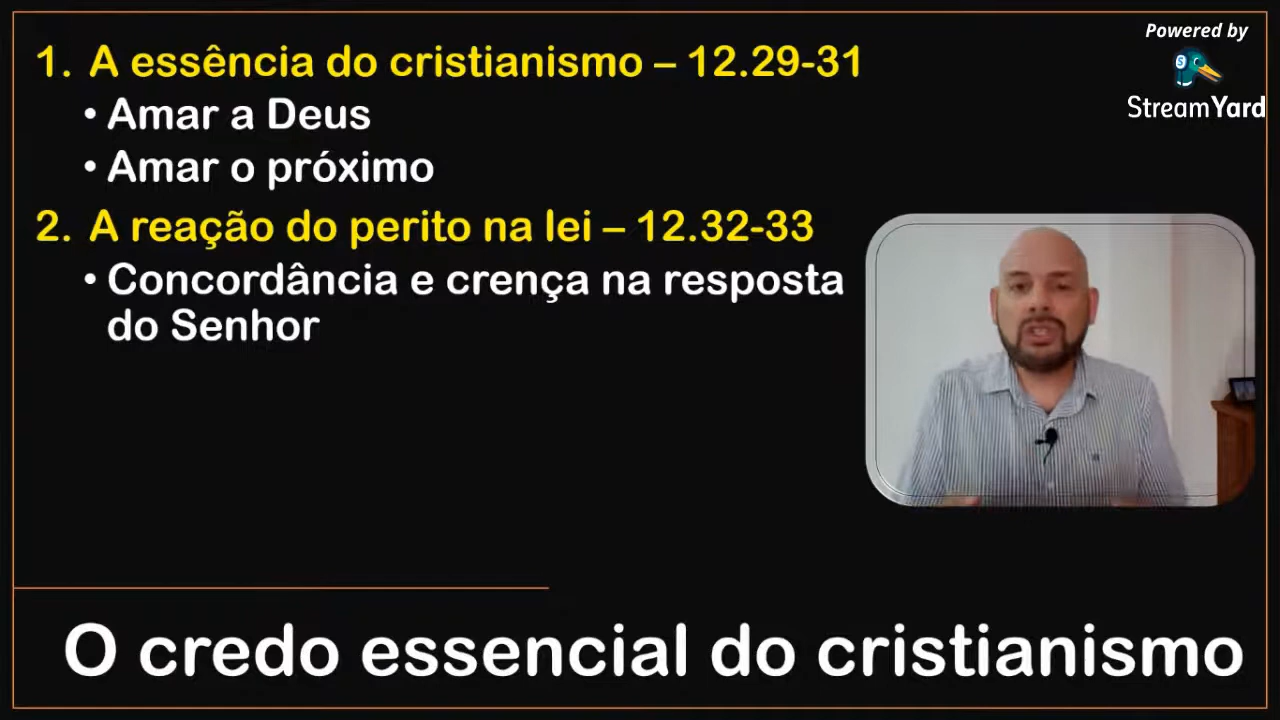 Powered by
StreamYard
1. A essência do cristianismo – 12.29-31
• Amar a Deus
• Amar o próximo
2. A reação do perito na lei – 12.32-33
• Concordância e crença na resposta
do Senhor
O credo essencial do cristianismo